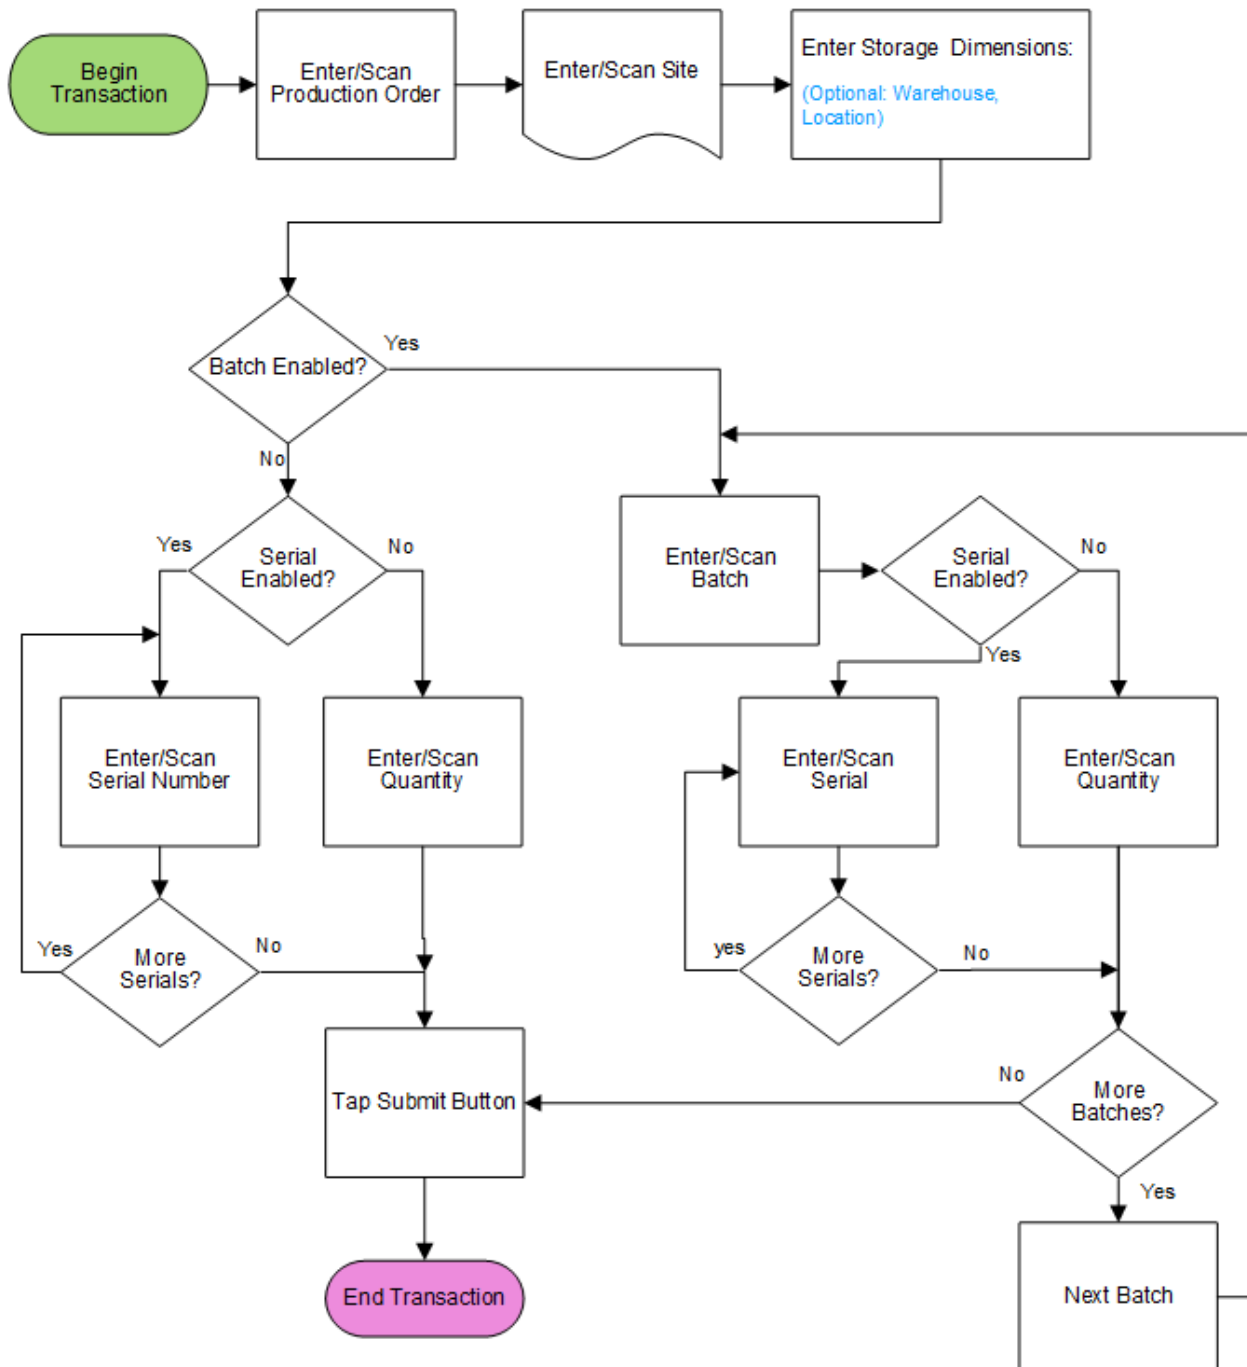 Begin
Transaction
Enter/Scan
Production Order
Enter/Scan Site
Enter Storage Dimensions:
(Optional: Warehouse,
Location)
Batch Enabled?
Yes
No
Serial
Enabled?
Yes
No
Enter/Scan
Batch
Serial
Enabled?
No
Yes
Enter/Scan
Serial Number
Enter/Scan
Quantity
Enter/Scan
Serial
Enter/Scan
Quantity
Yes
More
Serials?
No
yes
More
Serials?
No
Tap Submit Button
No
More
Batches?
Yes
End Transaction
Next Batch